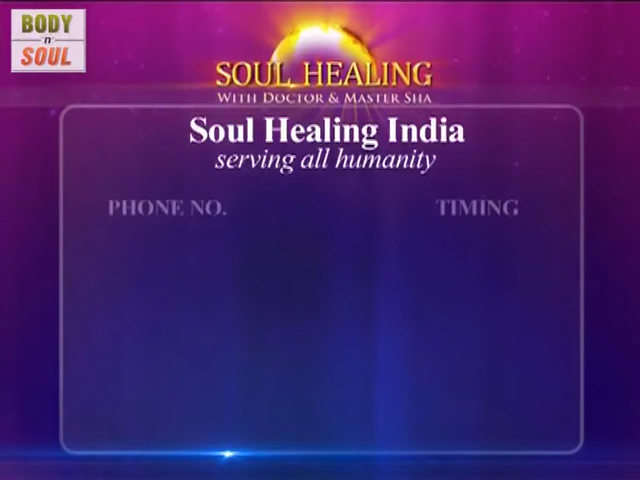 BODY
'n'
SOUL
SOUL HEALING
WITH DOCTOR & MASTER SHA
Soul Healing India
serving all humanity
PHONE NO. TIMING